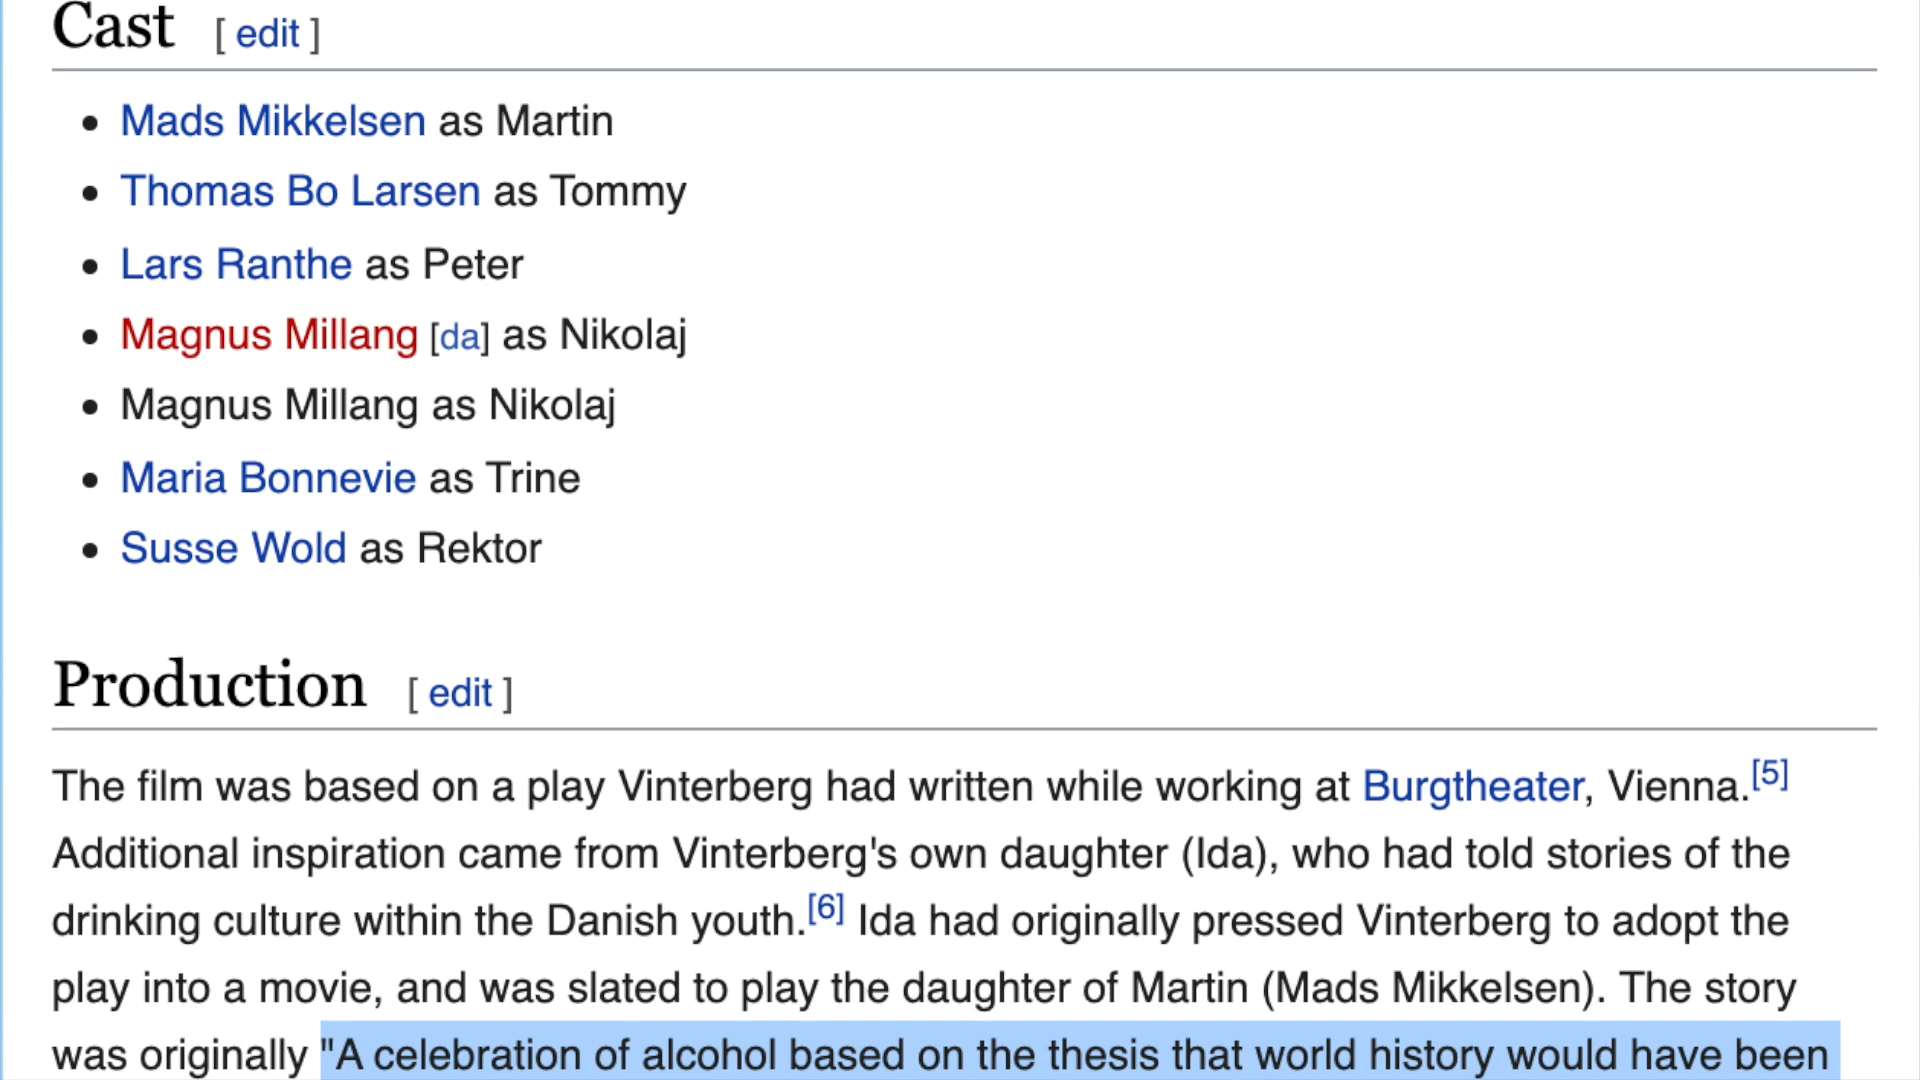 Cast [ edit ]
• Mads Mikkelsen as Martin
• Thomas Bo Larsen as Tommy
• Lars Ranthe as Peter
• Magnus Millang [da] as Nikolaj
• Magnus Millang as Nikolaj
• Maria Bonnevie as Trine
• Susse Wold as Rektor
Production [ edit ]
The film was based on a play Vinterberg had written while working at Burgtheater, Vienna.[5]
Additional inspiration came from Vinterberg's own daughter (Ida), who had told stories of the
drinking culture within the Danish youth.[6] Ida had originally pressed Vinterberg to adopt the
play into a movie, and was slated to play the daughter of Martin (Mads Mikkelsen). The story
was originally "A celebration of alcohol based on the thesis that world history would have been